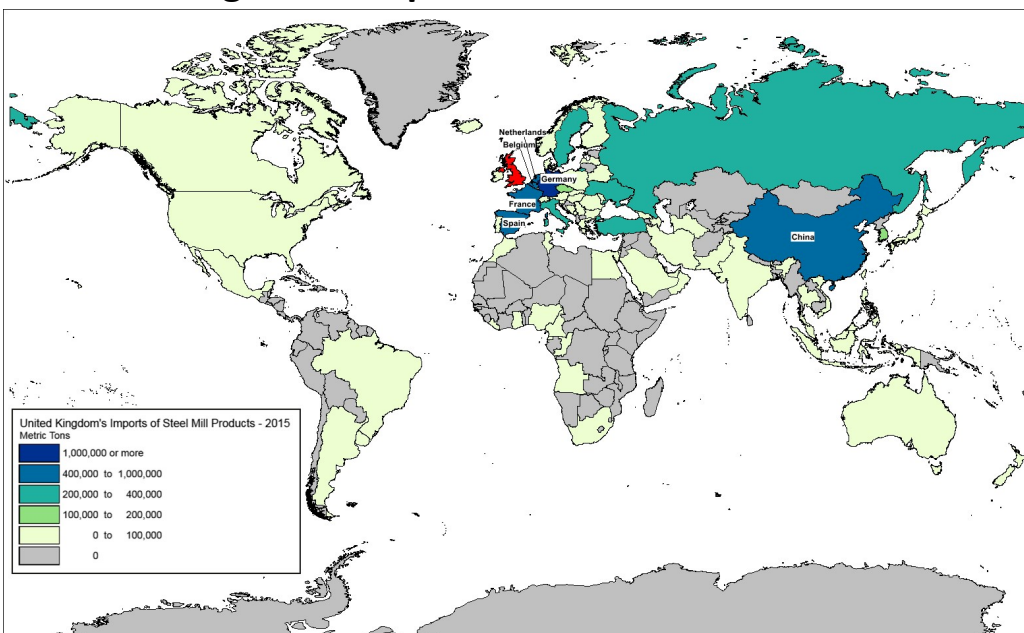 Netherlands
Belgium
Germany
France
Spain
China
United Kingdom's Imports of Steel Mill Products - 2015
Metric Tons
1,000,000 or more
400,000 to 1,000,000
200,000 to 400,000
100,000 to 200,000
0 to 100,000
0